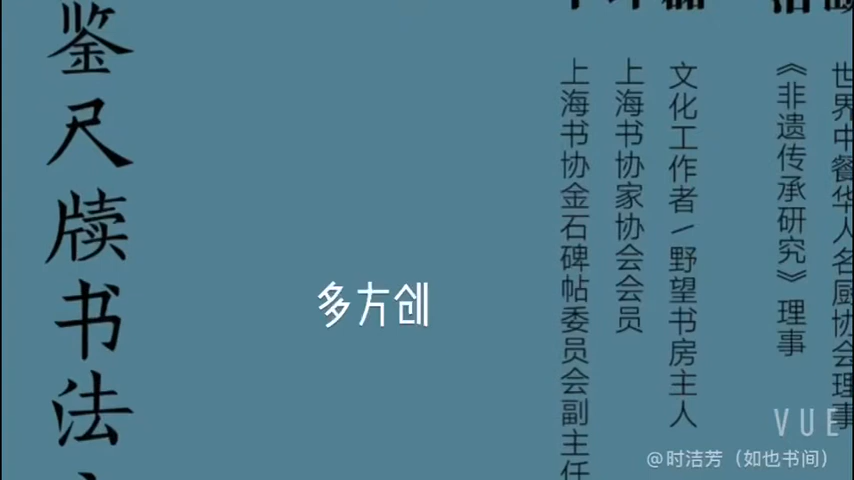 鉴尺牍书法
上海书协金石碑帖委员会副主任
上海书协家协会会员
文化工作者/野望书房主人
《非遗传承研究》理事
世界中餐华人名厨协会理事
多方创
VUE
@时洁芳（如也书间）